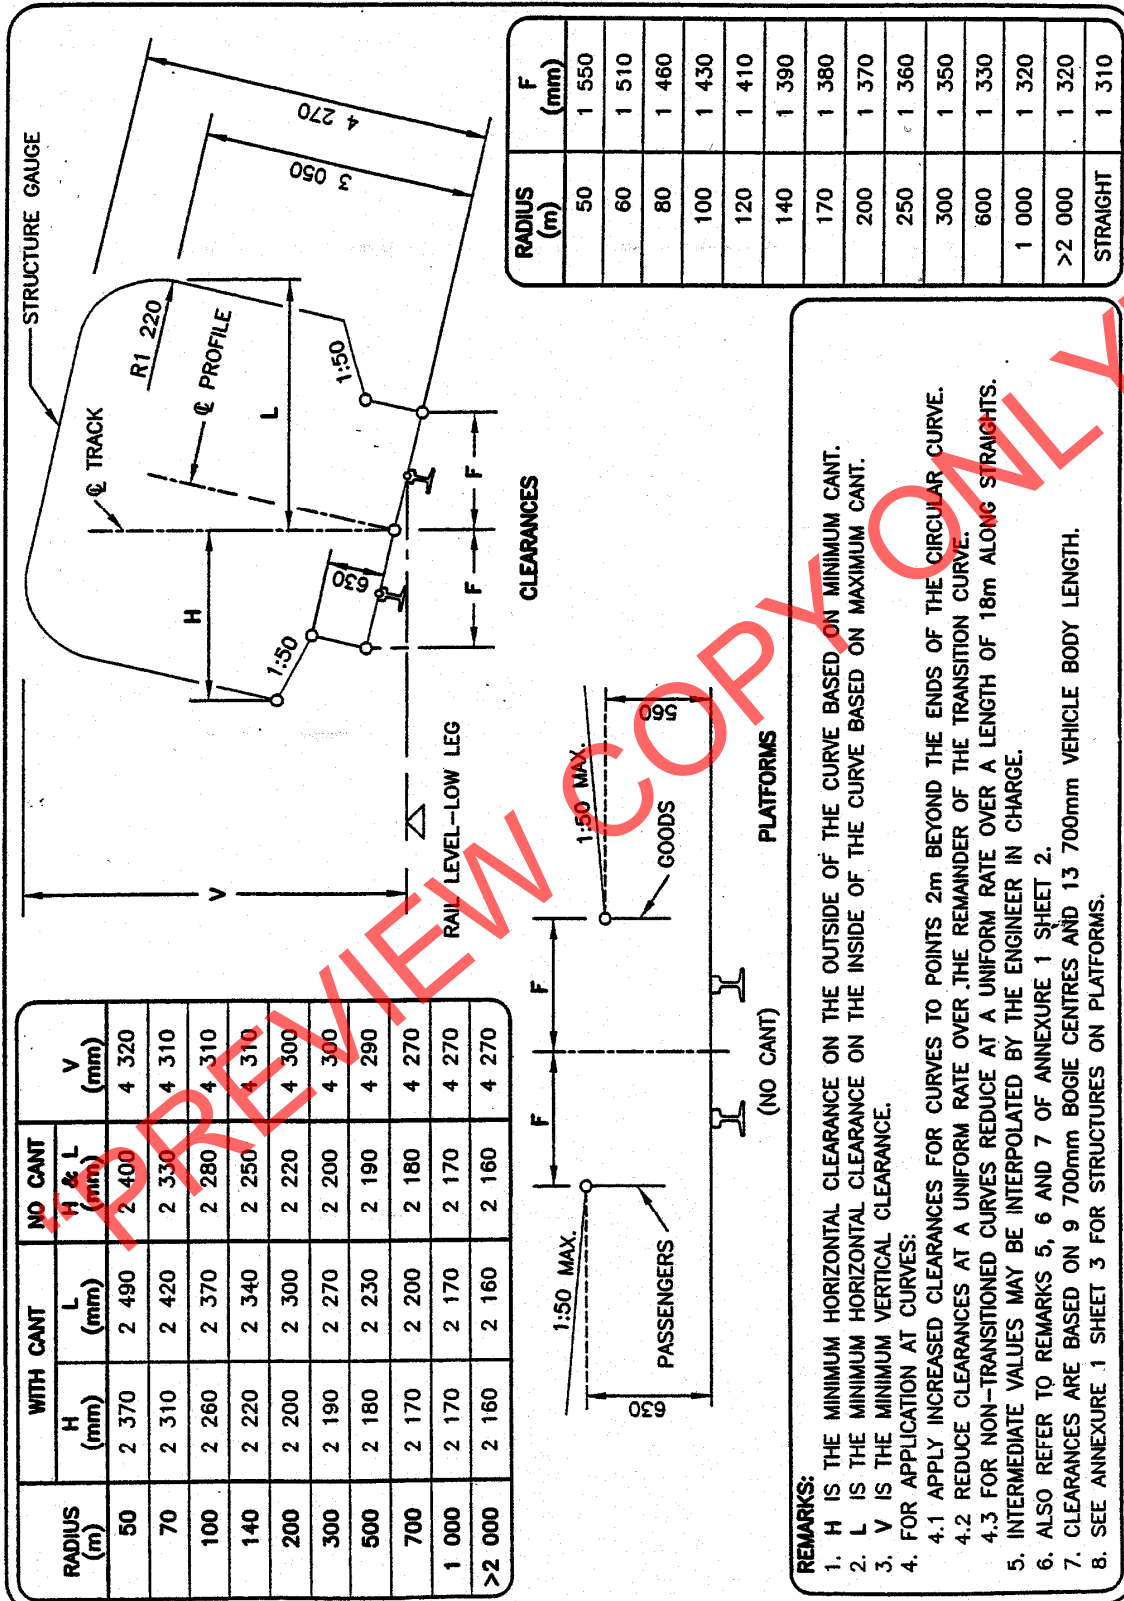 WITH CANT NO CANT
RADIUS (m) H (mm) L (mm) H & L (mm) V (mm)
50 2 370 2 490 2 400 4 320
70 2 310 2 420 2 330 4 310
100 2 260 2 370 2 280 4 310
140 2 220 2 340 2 250 4 310
200 2 200 2 300 2 220 4 300
300 2 190 2 270 2 200 4 300
500 2 180 2 230 2 190 4 290
700 2 170 2 200 2 180 4 270
1 000 2 170 2 170 2 170 4 270
>2 000 2 160 2 160 2 160 4 270
STRUCTURE GAUGE
℄ TRACK
R1 220
℄ PROFILE
H
L
V
1:50
1:50
630
3 050
4 270
F
F
RAIL LEVEL-LOW LEG
CLEARANCES
1:50 MAX.
1:50 MAX.
F
F
PASSENGERS
GOODS
630
560
(NO CANT)
PLATFORMS
RADIUS (m) F (mm)
50 1 550
60 1 510
80 1 460
100 1 430
120 1 410
140 1 390
170 1 380
200 1 370
250 1 360
300 1 350
600 1 330
1 000 1 320
>2 000 1 320
STRAIGHT 1 310
REMARKS:
1. H IS THE MINIMUM HORIZONTAL CLEARANCE ON THE OUTSIDE OF THE CURVE BASED ON MINIMUM CANT.
2. L IS THE MINIMUM HORIZONTAL CLEARANCE ON THE INSIDE OF THE CURVE BASED ON MAXIMUM CANT.
3. V IS THE MINIMUM VERTICAL CLEARANCE.
4. FOR APPLICATION AT CURVES:
4.1 APPLY INCREASED CLEARANCES FOR CURVES TO POINTS 2m BEYOND THE ENDS OF THE CIRCULAR CURVE.
4.2 REDUCE CLEARANCES AT A UNIFORM RATE OVER THE REMAINDER OF THE TRANSITION CURVE.
4.3 FOR NON-TRANSITIONED CURVES REDUCE AT A UNIFORM RATE OVER A LENGTH OF 18m ALONG STRAIGHTS.
5. INTERMEDIATE VALUES MAY BE INTERPOLATED BY THE ENGINEER IN CHARGE.
6. ALSO REFER TO REMARKS 5, 6 AND 7 OF ANNEXURE 1 SHEET 2.
7. CLEARANCES ARE BASED ON 9 700mm BOGIE CENTRES AND 13 700mm VEHICLE BODY LENGTH.
8. SEE ANNEXURE 1 SHEET 3 FOR STRUCTURES ON PLATFORMS.
"PREVIEW COPY ONLY